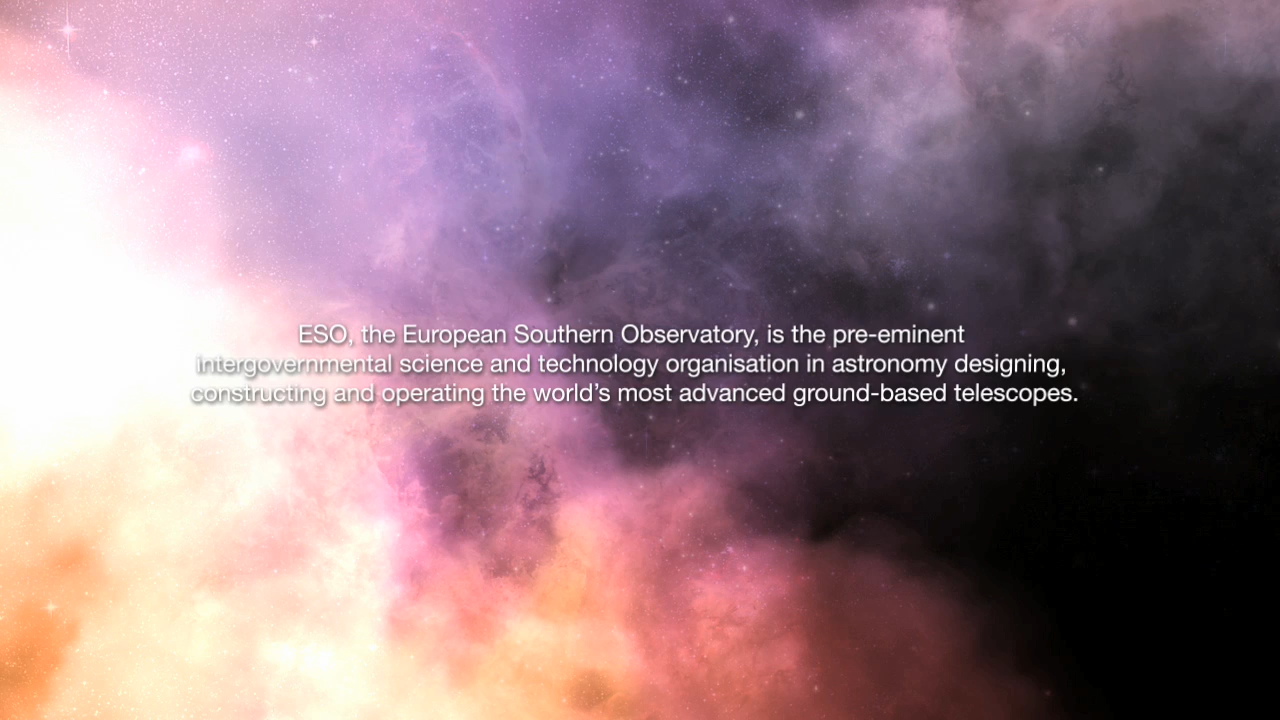 ESO, the European Southern Observatory, is the pre-eminent
intergovernmental science and technology organisation in astronomy designing,
constructing and operating the world’s most advanced ground-based telescopes.